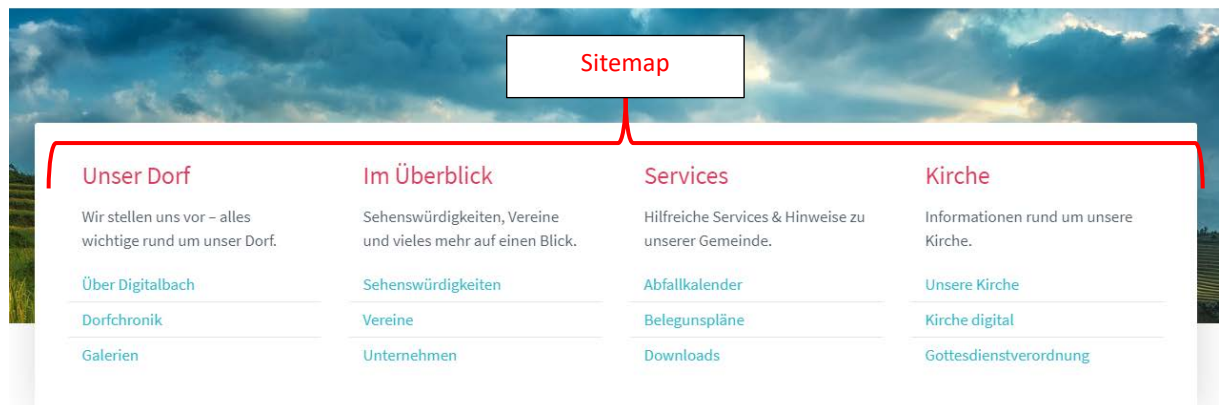 Sitemap
Unser Dorf
Wir stellen uns vor – alles
wichtige rund um unser Dorf.
Über Digitalbach
Dorfchronik
Galerien
Im Überblick
Sehenswürdigkeiten, Vereine
und vieles mehr auf einen Blick.
Sehenswürdigkeiten
Vereine
Unternehmen
Services
Hilfreiche Services & Hinweise zu
unserer Gemeinde.
Abfallkalender
Belegunspläne
Downloads
Kirche
Informationen rund um unsere
Kirche.
Unsere Kirche
Kirche digital
Gottesdienstverordnung